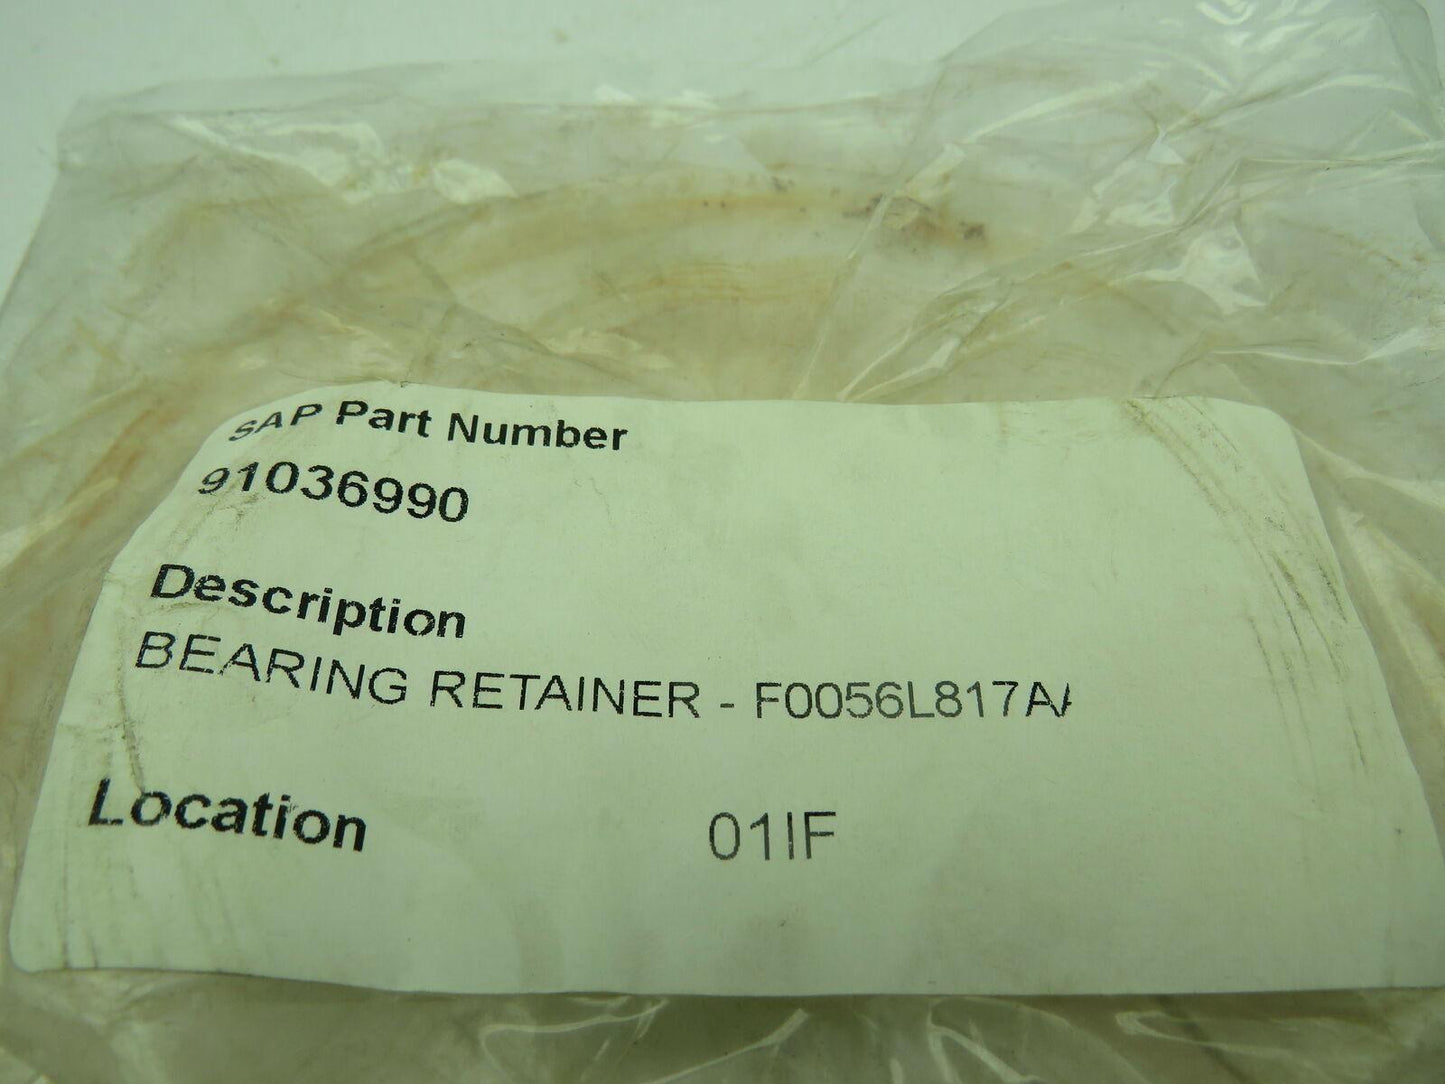 SAP Part Number
91036990
Description
BEARING RETAINER - F0056L817A
Location 01IF